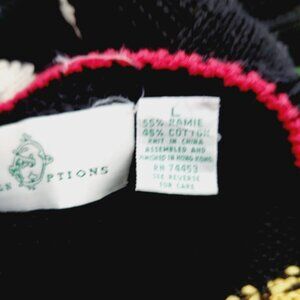 PTIONS
L
55% RAMIE
45% COTTON
KNIT IN CHINA
ASSEMBLED AND
FINISHED IN HONG KONG
RN 74453
SEE REVERSE
FOR CARE